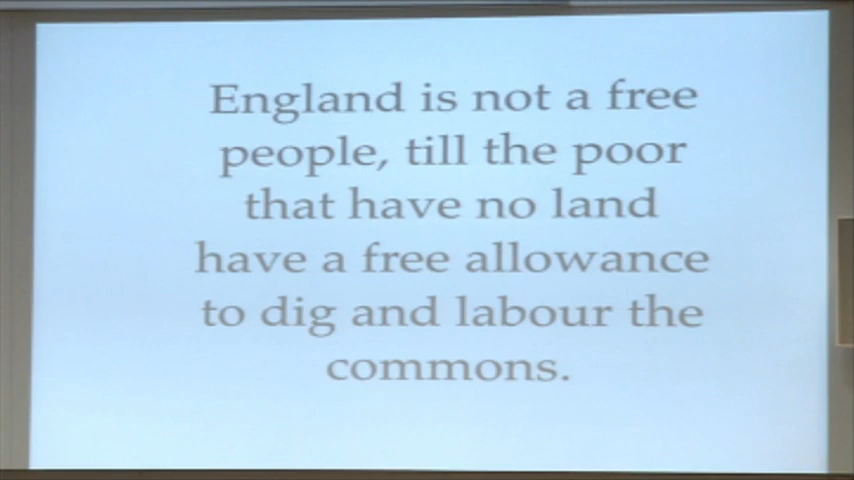 England is not a free
people, till the poor
that have no land
have a free allowance
to dig and labour the
commons.